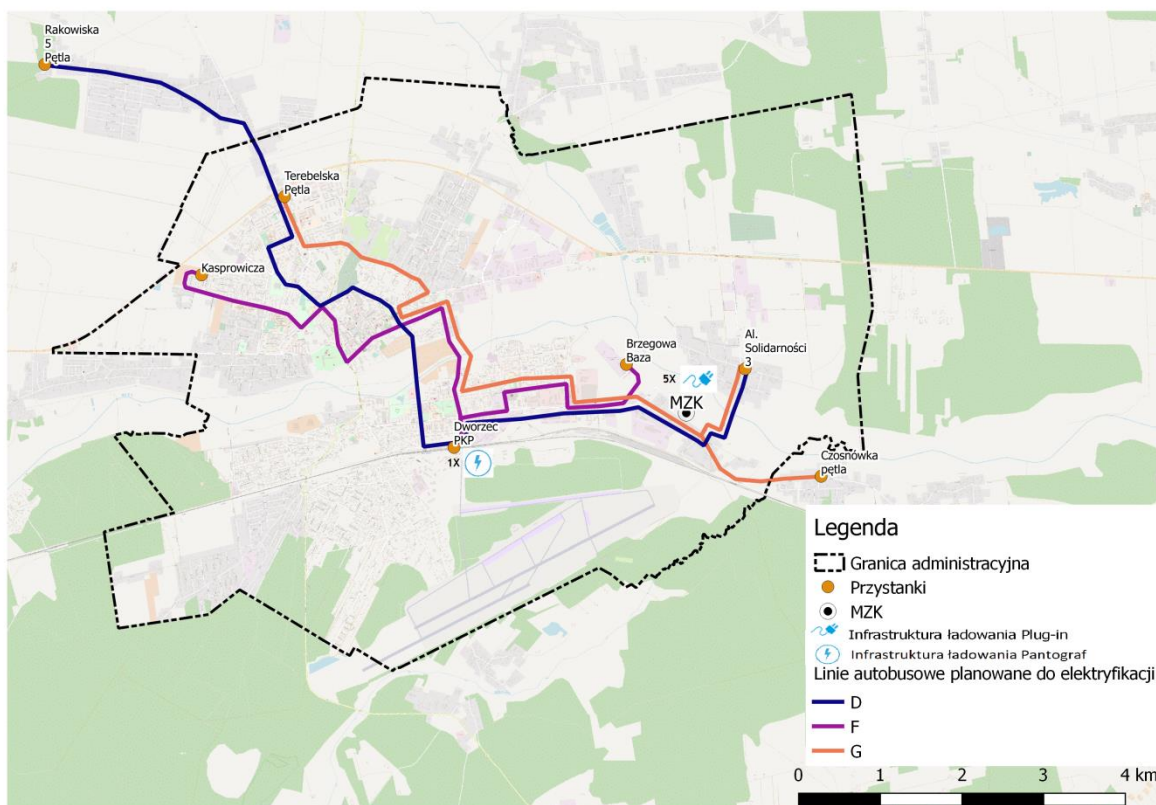 Rakowiska
5
Pętla
Terebelska
Pętla
Kasprowicza
Brzegowa
Baza
Al.
Solidarności
3
5X
MZK
Dworzec
PKP
1X
Czosnówka
pętla
Legenda
Granica administracyjna
Przystanki
MZK
Infrastruktura ładowania Plug-in
Infrastruktura ładowania Pantograf
Linie autobusowe planowane do elektryfikacji
D
F
G
0 1 2 3 4 km